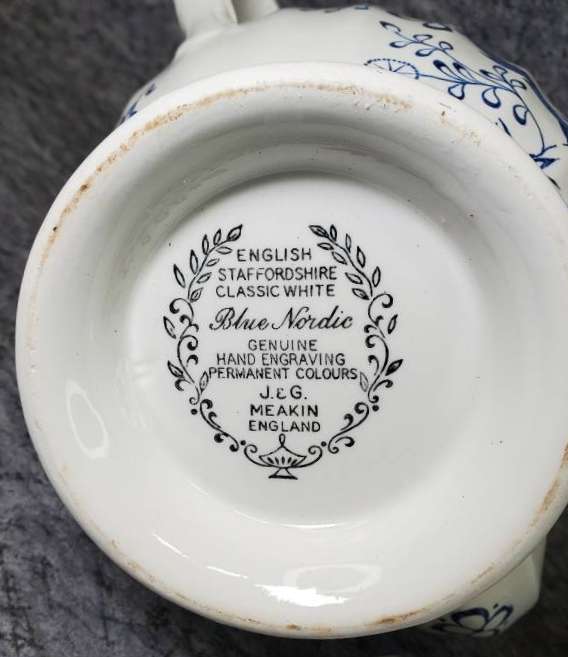 ENGLISH
STAFFORDSHIRE
CLASSIC WHITE
Blue Nordic
GENUINE
HAND ENGRAVING
PERMANENT COLOURS
J. & G.
MEAKIN
ENGLAND